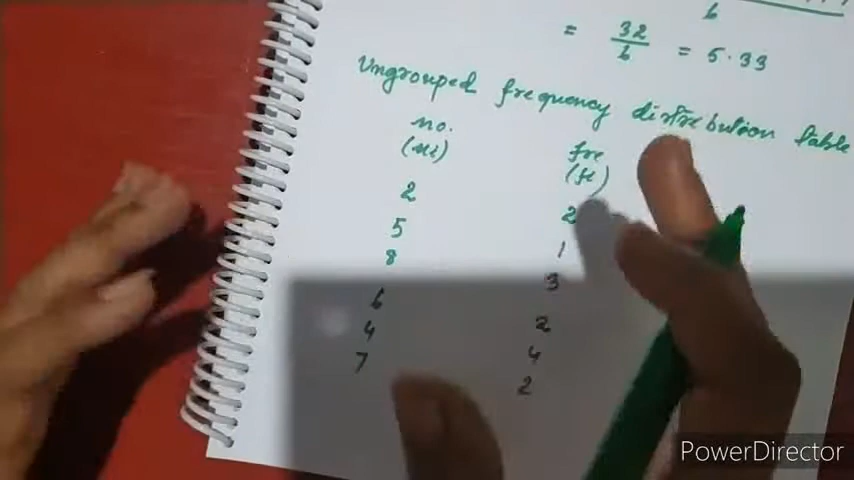 6
= 32/6 = 5.33
Ungrouped frequency distribution table
no. fre
(xi) (fi)
2 2
5 1
8 3
6 2
4 4
7 2
PowerDirector